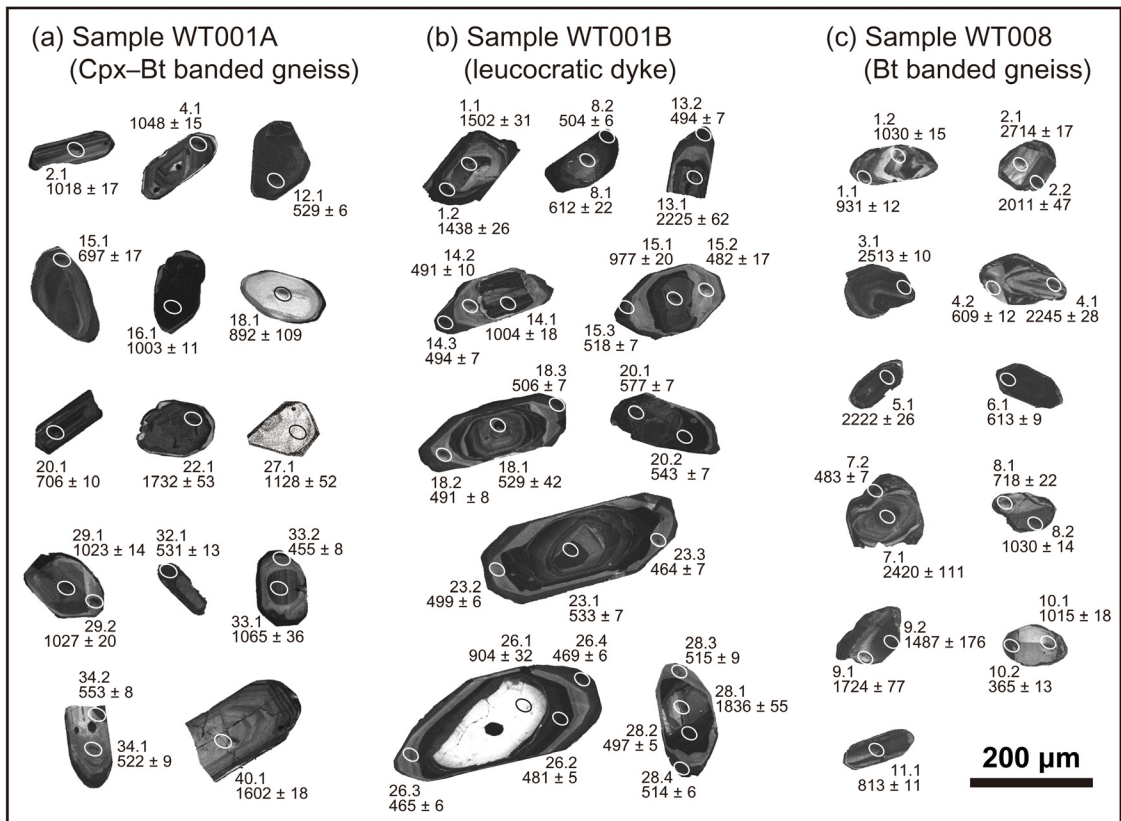 (a) Sample WT001A
(Cpx–Bt banded gneiss)
4.1
1048 ± 15
2.1
1018 ± 17
12.1
529 ± 6
15.1
697 ± 17
16.1
1003 ± 11
18.1
892 ± 109
20.1
706 ± 10
22.1
1732 ± 53
27.1
1128 ± 52
29.1
1023 ± 14
32.1
531 ± 13
33.2
455 ± 8
29.2
1027 ± 20
33.1
1065 ± 36
34.2
553 ± 8
34.1
522 ± 9
40.1
1602 ± 18
(b) Sample WT001B
(leucocratic dyke)
1.1
1502 ± 31
8.2
504 ± 6
13.2
494 ± 7
1.2
1438 ± 26
8.1
612 ± 22
13.1
2225 ± 62
14.2
491 ± 10
15.1
977 ± 20
15.2
482 ± 17
14.3
494 ± 7
14.1
1004 ± 18
15.3
518 ± 7
18.3
506 ± 7
20.1
577 ± 7
18.2
491 ± 8
18.1
529 ± 42
20.2
543 ± 7
23.2
499 ± 6
23.1
533 ± 7
23.3
464 ± 7
26.1
904 ± 32
26.4
469 ± 6
28.3
515 ± 9
28.1
1836 ± 55
26.3
465 ± 6
26.2
481 ± 5
28.2
497 ± 5
28.4
514 ± 6
(c) Sample WT008
(Bt banded gneiss)
1.2
1030 ± 15
2.1
2714 ± 17
1.1
931 ± 12
2.2
2011 ± 47
3.1
2513 ± 10
4.2
609 ± 12
4.1
2245 ± 28
5.1
2222 ± 26
6.1
613 ± 9
7.2
483 ± 7
8.1
718 ± 22
7.1
2420 ± 111
8.2
1030 ± 14
9.2
1487 ± 176
10.1
1015 ± 18
9.1
1724 ± 77
10.2
365 ± 13
11.1
813 ± 11
200 µm